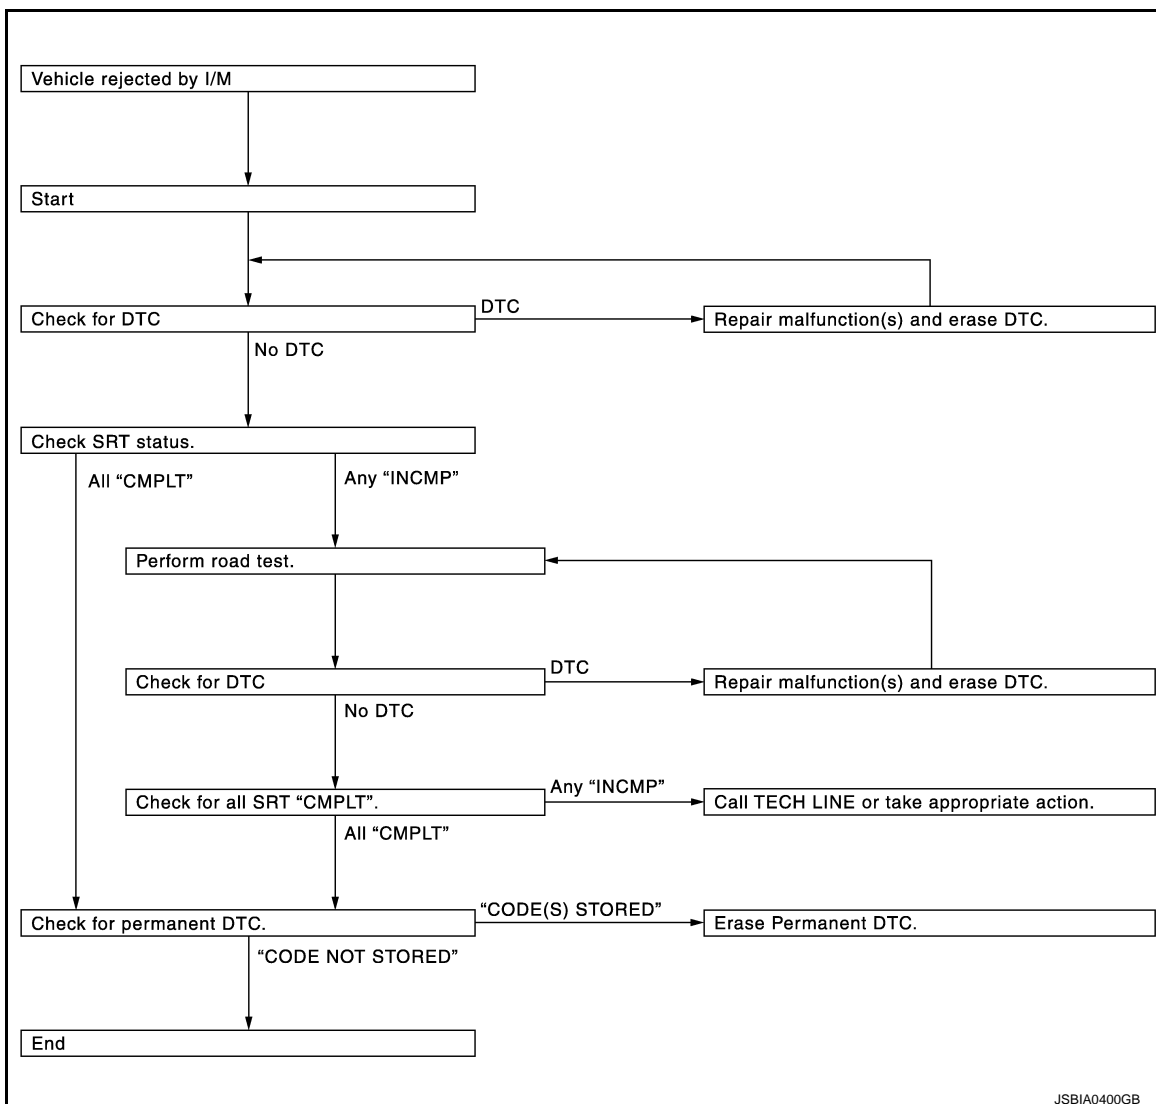 Vehicle rejected by I/M
Start
Check for DTC
DTC
Repair malfunction(s) and erase DTC.
No DTC
Check SRT status.
All “CMPLT”
Any “INCMP”
Perform road test.
Check for DTC
DTC
Repair malfunction(s) and erase DTC.
No DTC
Check for all SRT “CMPLT”.
Any “INCMP”
Call TECH LINE or take appropriate action.
All “CMPLT”
Check for permanent DTC.
“CODE(S) STORED”
Erase Permanent DTC.
“CODE NOT STORED”
End
JSBIA0400GB